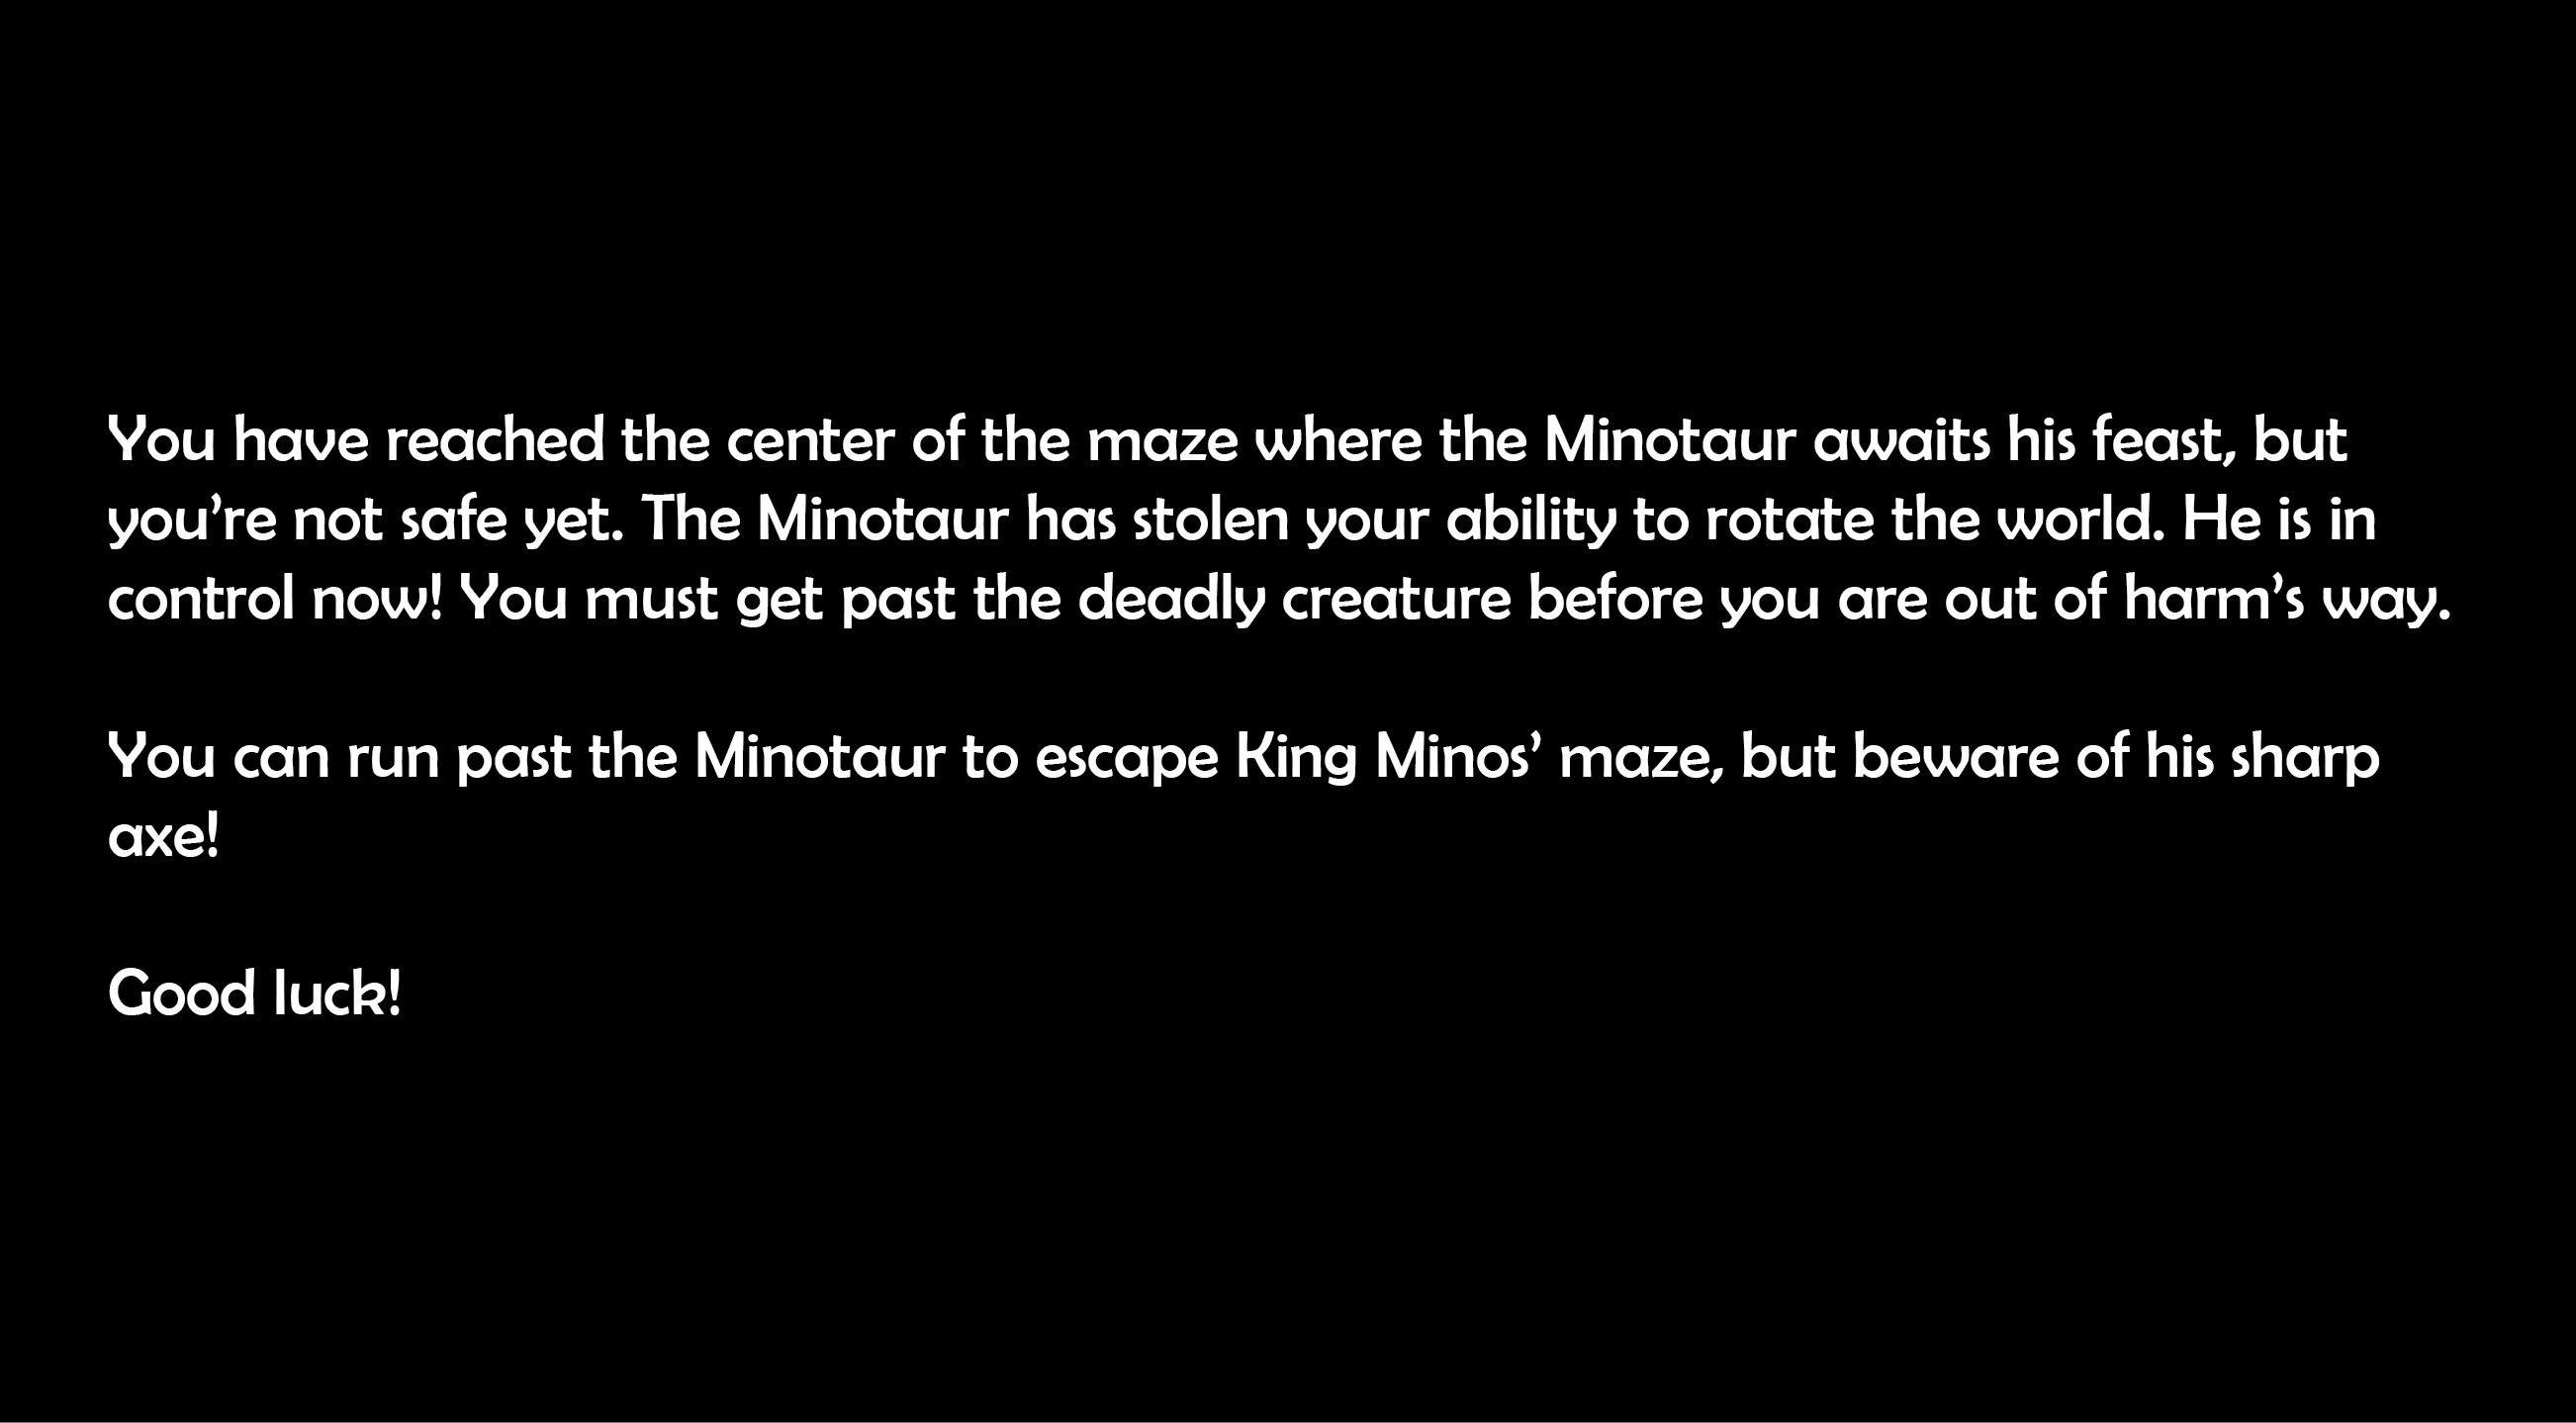 You have reached the center of the maze where the Minotaur awaits his feast, but
you’re not safe yet. The Minotaur has stolen your ability to rotate the world. He is in
control now! You must get past the deadly creature before you are out of harm’s way.
You can run past the Minotaur to escape King Minos’ maze, but beware of his sharp
axe!
Good luck!